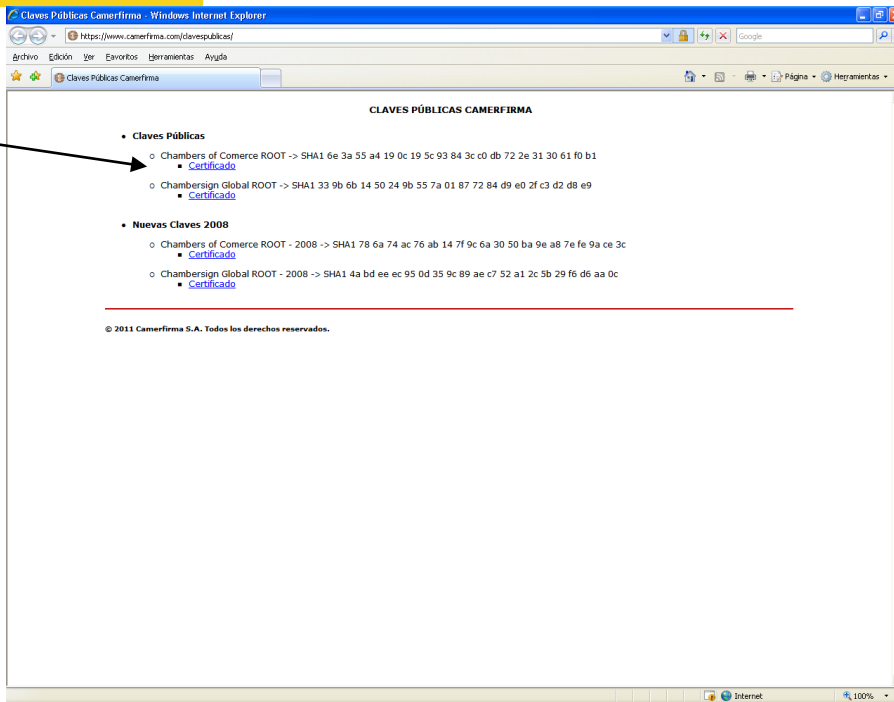 Claves Públicas Camerfirma - Windows Internet Explorer
https://www.camerfirma.com/clavespublicas/
Google
Archivo Edición Ver Favoritos Herramientas Ayuda
Claves Públicas Camerfirma
Página
Herramientas
CLAVES PÚBLICAS CAMERFIRMA
• Claves Públicas
o Chambers of Comerce ROOT -> SHA1 6e 3a 55 a4 19 0c 19 5c 93 84 3c c0 db 72 2e 31 30 61 f0 b1
▪ Certificado
o Chambersign Global ROOT -> SHA1 33 9b 6b 14 50 24 9b 55 7a 01 87 72 84 d9 e0 2f c3 d2 d8 e9
▪ Certificado
• Nuevas Claves 2008
o Chambers of Comerce ROOT - 2008 -> SHA1 78 6a 74 ac 76 ab 14 7f 9c 6a 30 50 ba 9e a8 7e fe 9a ce 3c
▪ Certificado
o Chambersign Global ROOT - 2008 -> SHA1 4a bd ee ec 95 0d 35 9c 89 ae c7 52 a1 2c 5b 29 f6 d6 aa 0c
▪ Certificado
© 2011 Camerfirma S.A. Todos los derechos reservados.
Internet
100%